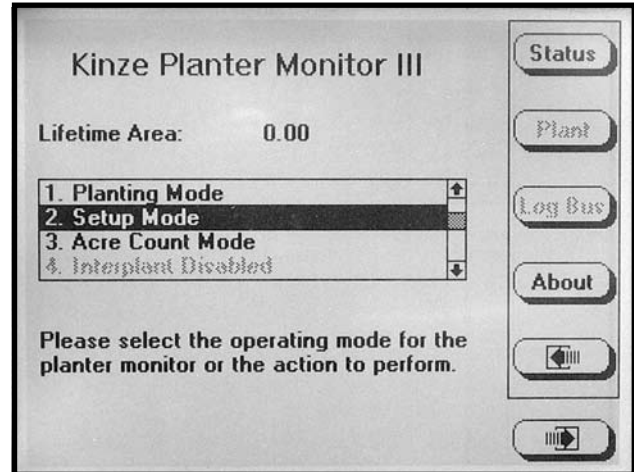 Kinze Planter Monitor III
Lifetime Area: 0.00
1. Planting Mode
2. Setup Mode
3. Acre Count Mode
4. Interplant Disabled
Please select the operating mode for the
planter monitor or the action to perform.
Status
Plant
Log Bus
About